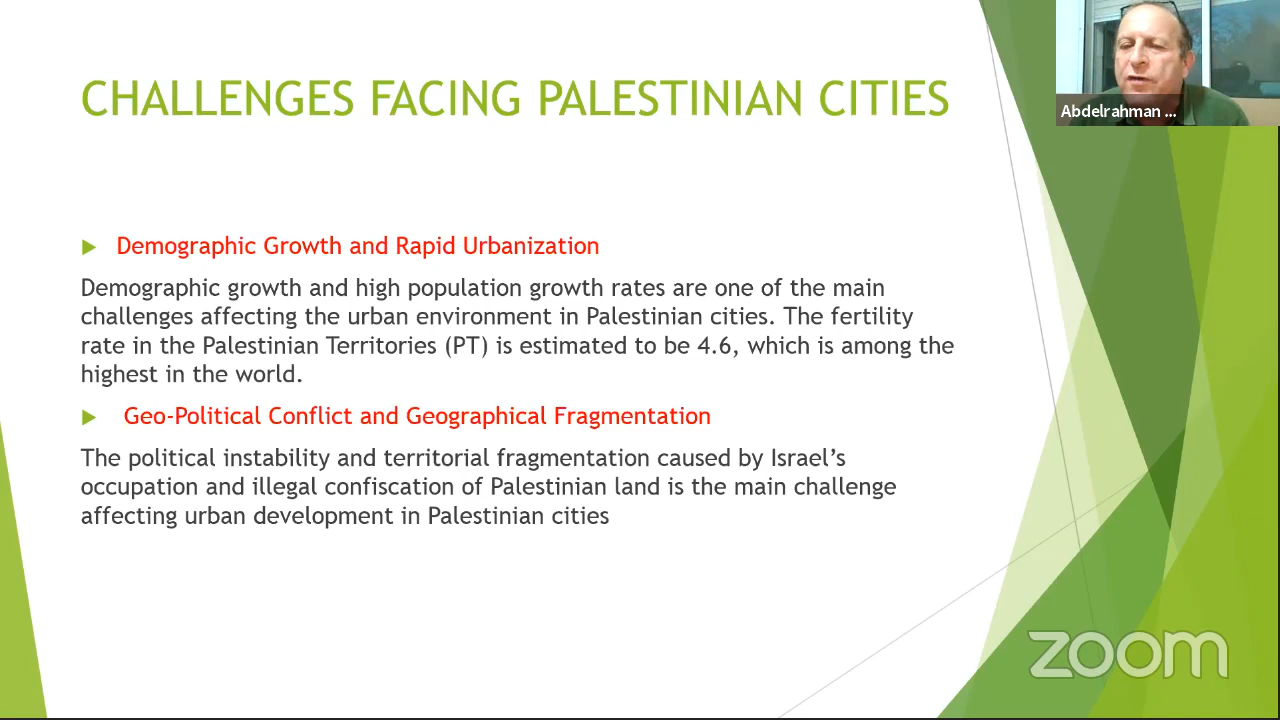 CHALLENGES FACING PALESTINIAN CITIES
Abdelrahman ...
Demographic Growth and Rapid Urbanization
Demographic growth and high population growth rates are one of the main
challenges affecting the urban environment in Palestinian cities. The fertility
rate in the Palestinian Territories (PT) is estimated to be 4.6, which is among the
highest in the world.
Geo-Political Conflict and Geographical Fragmentation
The political instability and territorial fragmentation caused by Israel’s
occupation and illegal confiscation of Palestinian land is the main challenge
affecting urban development in Palestinian cities
zoom